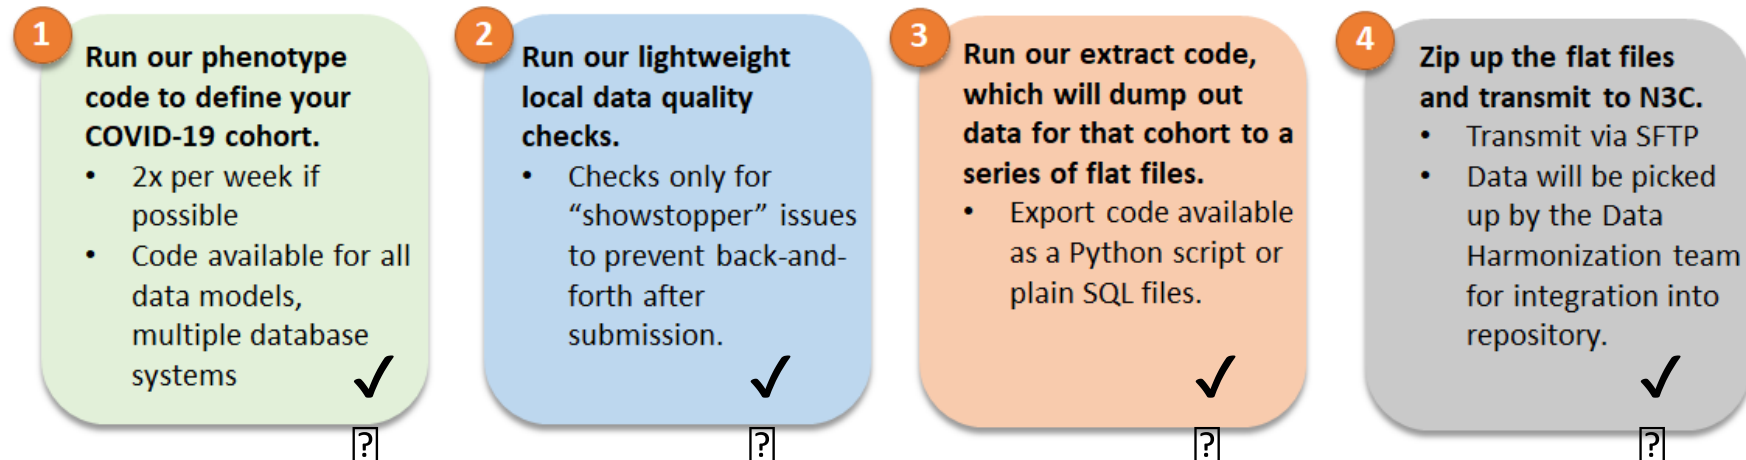 1
Run our phenotype
code to define your
COVID-19 cohort.
• 2x per week if
possible
• Code available for all
data models,
multiple database
systems
✓
?
2
Run our lightweight
local data quality
checks.
• Checks only for
“showstopper” issues
to prevent back-and-
forth after
submission.
✓
?
3
Run our extract code,
which will dump out
data for that cohort to a
series of flat files.
• Export code available
as a Python script or
plain SQL files.
✓
?
4
Zip up the flat files
and transmit to N3C.
• Transmit via SFTP
• Data will be picked
up by the Data
Harmonization team
for integration into
repository.
✓
?